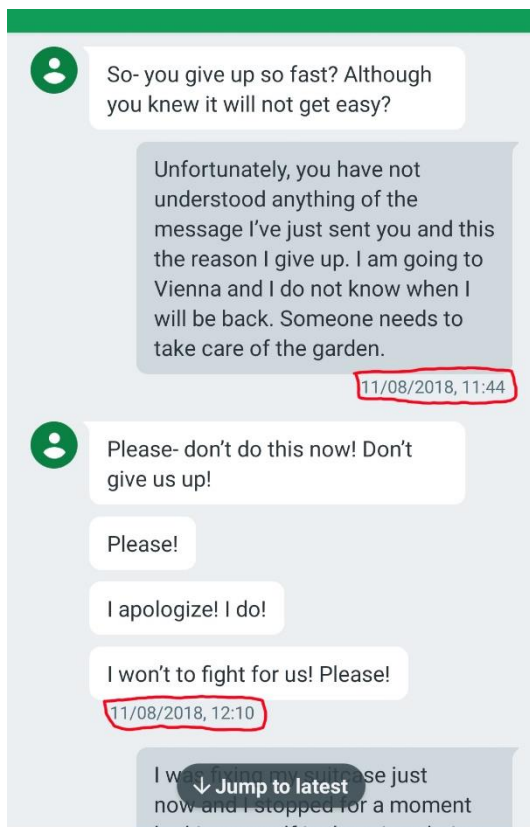 So- you give up so fast? Although
you knew it will not get easy?
Unfortunately, you have not
understood anything of the
message I've just sent you and this
the reason I give up. I am going to
Vienna and I do not know when I
will be back. Someone needs to
take care of the garden.
11/08/2018, 11:44
Please- don't do this now! Don't
give us up!
Please!
I apologize! I do!
I won't to fight for us! Please!
11/08/2018, 12:10
I was fixing my suitcase just
↓ Jump to latest
now and I stopped for a moment